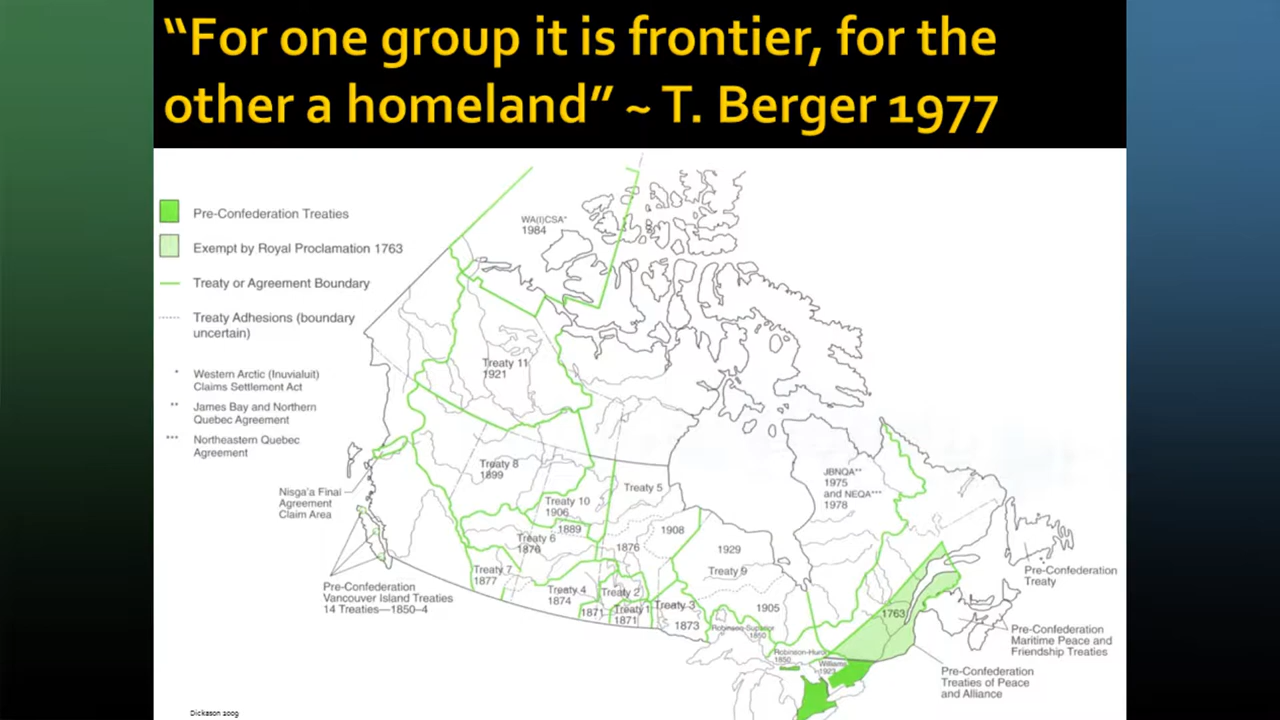 “For one group it is frontier, for the
other a homeland” ~ T. Berger 1977
Pre-Confederation Treaties
Exempt by Royal Proclamation 1763
Treaty or Agreement Boundary
Treaty Adhesions (boundary
uncertain)
* Western Arctic (Inuvialuit)
Claims Settlement Act
** James Bay and Northern
Quebec Agreement
*** Northeastern Quebec
Agreement
WA(I)CSA*
1984
Treaty 11
1921
Treaty 8
1899
Nisga'a Final
Agreement
Claim Area
Treaty 10
1906
1889
Treaty 6
1876
Treaty 5
1876
1908
Treaty 7
1877
Treaty 4
1874
1871
Treaty 2
Treaty 1
1871
Treaty 3
1873
1929
Treaty 9
1905
Robinson-Superior
1850
Robinson-Huron
1850
Williams
1923
JBNQA**
1975
and NEQA***
1978
1763
Pre-Confederation
Vancouver Island Treaties
14 Treaties—1850–4
Pre-Confederation
Treaty
Pre-Confederation
Maritime Peace and
Friendship Treaties
Pre-Confederation
Treaties of Peace
and Alliance
Dickason 2009